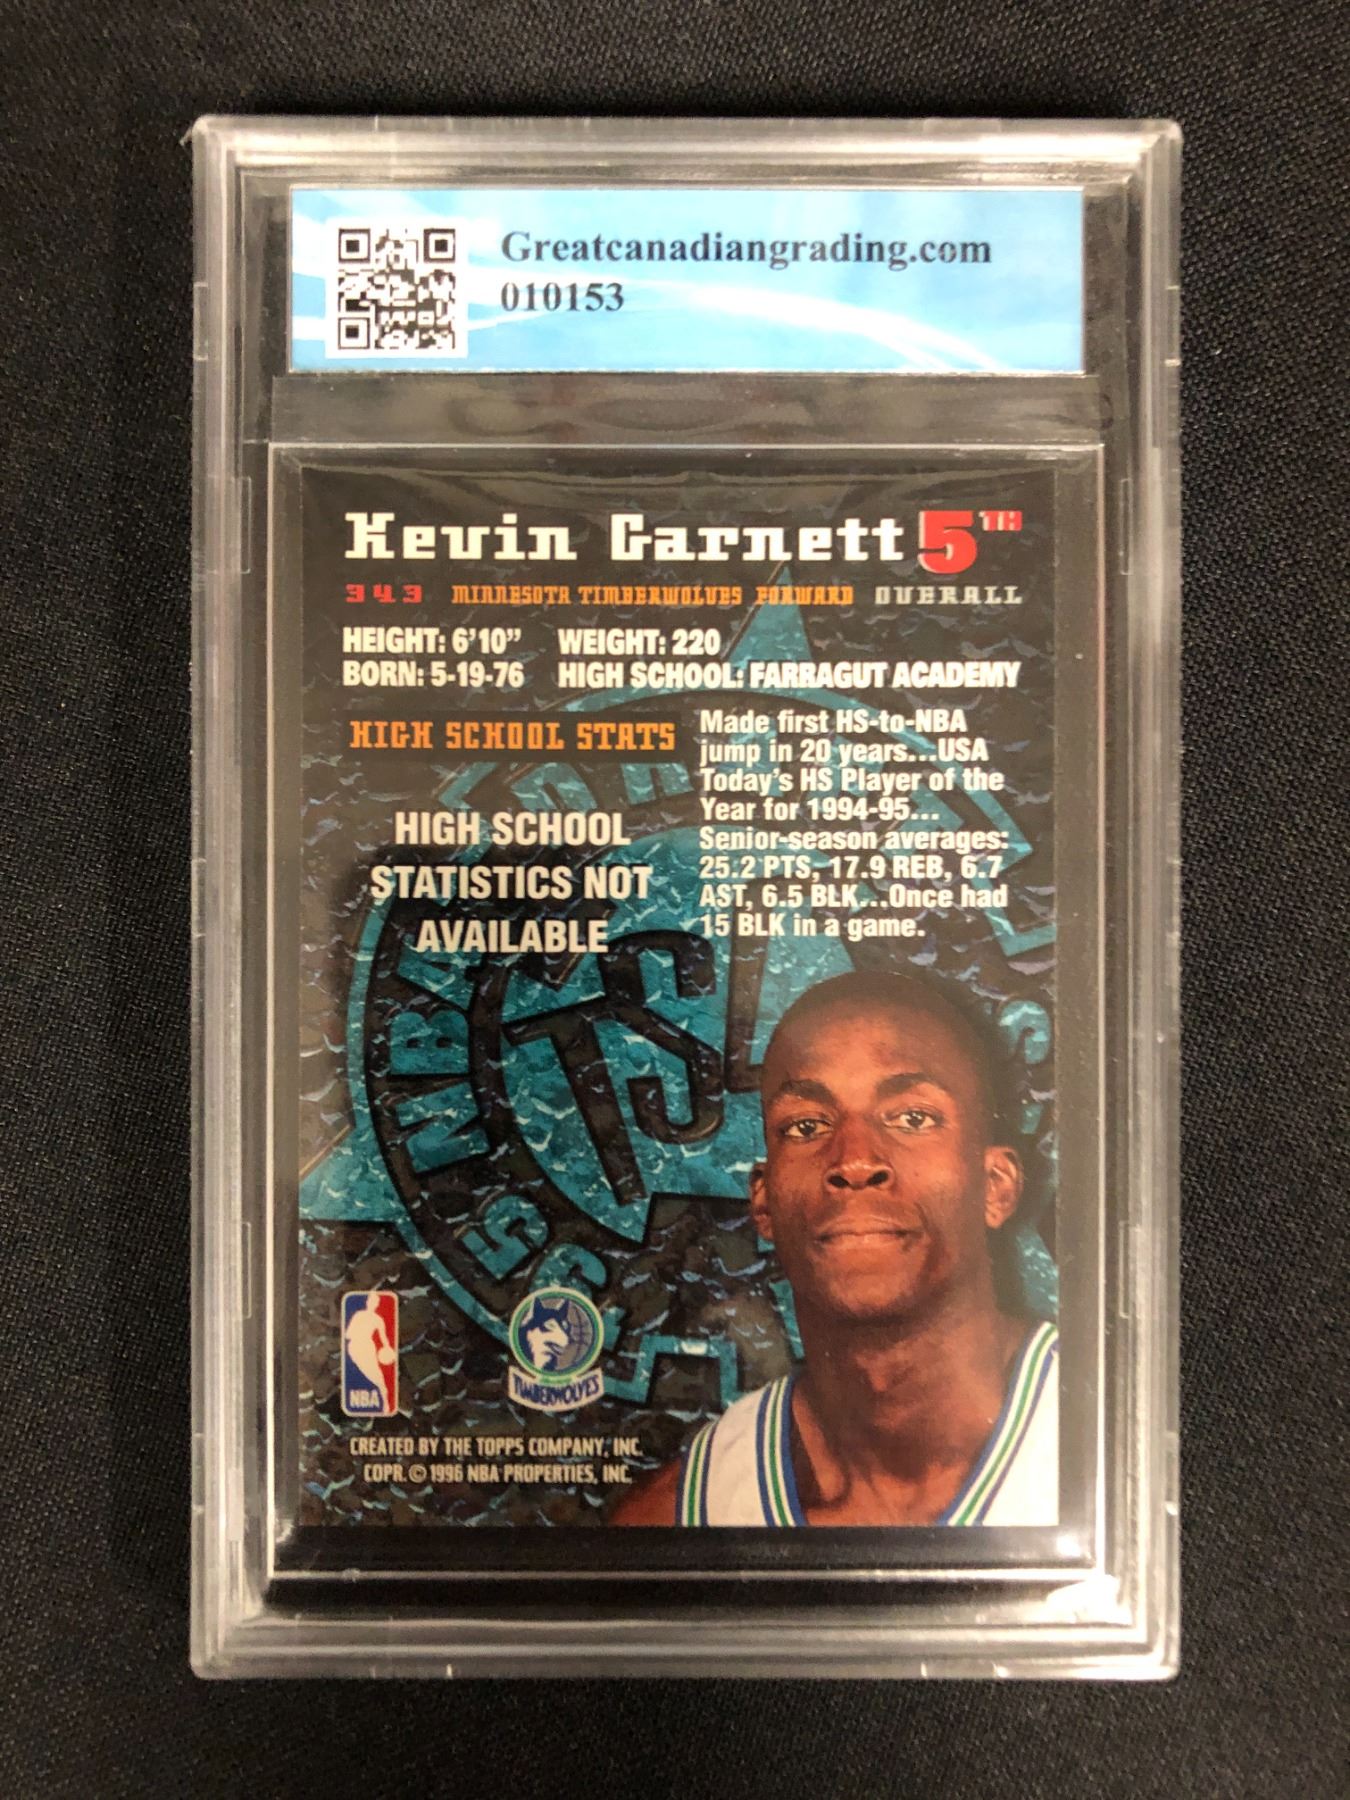 Greatcanadiangrading.com
010153
Kevin Garnett 5TH
343 MINNESOTA TIMBERWOLVES FORWARD OVERALL
HEIGHT: 6'10" WEIGHT: 220
BORN: 5-19-76 HIGH SCHOOL: FARRAGUT ACADEMY
HIGH SCHOOL STATS
HIGH SCHOOL
STATISTICS NOT
AVAILABLE
Made first HS-to-NBA
jump in 20 years...USA
Today's HS Player of the
Year for 1994-95...
Senior-season averages:
25.2 PTS, 17.9 REB, 6.7
AST, 6.5 BLK...Once had
15 BLK in a game.
NBA
TS
NBA
TIMBERWOLVES
CREATED BY THE TOPPS COMPANY, INC.
COPR. © 1996 NBA PROPERTIES, INC.